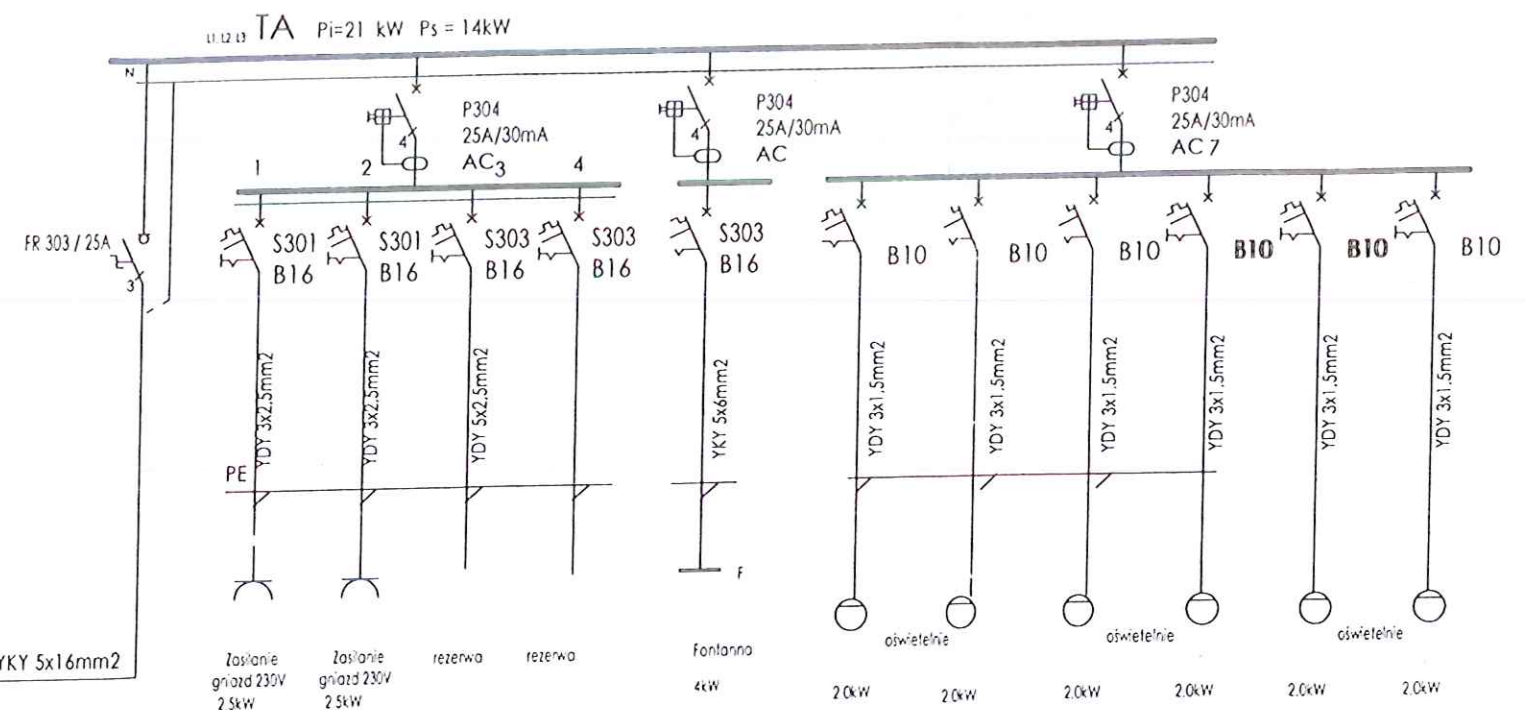 L1, L2 L3 TA Pi=21 kW Ps = 14kW
N
P304
25A/30mA
AC3
4
P304
25A/30mA
AC
4
P304
25A/30mA
AC 7
4
1
2
4
FR 303 / 25A
3
S301
B16
S301
B16
S303
B16
S303
B16
S303
B16
B10
B10
B10
B10
B10
B10
YDY 3x2,5mm2
YDY 3x2,5mm2
YDY 5x2,5mm2
YKY 5x6mm2
YDY 3x1,5mm2
YDY 3x1,5mm2
YDY 3x1.5mm2
YDY 3x1.5mm2
YDY 3x1,5mm2
YDY 3x1.5mm2
PE
F
YKY 5x16mm2
Zasilanie
gniazd 230V
2.5kW
Zasilanie
gniazd 230V
2.5kW
rezerwa
rezerwa
Fontanna
4kW
oświetelnie
oświetelnie
oświetelnie
2.0kW
2.0kW
2.0kW
2.0kW
2.0kW
2.0kW